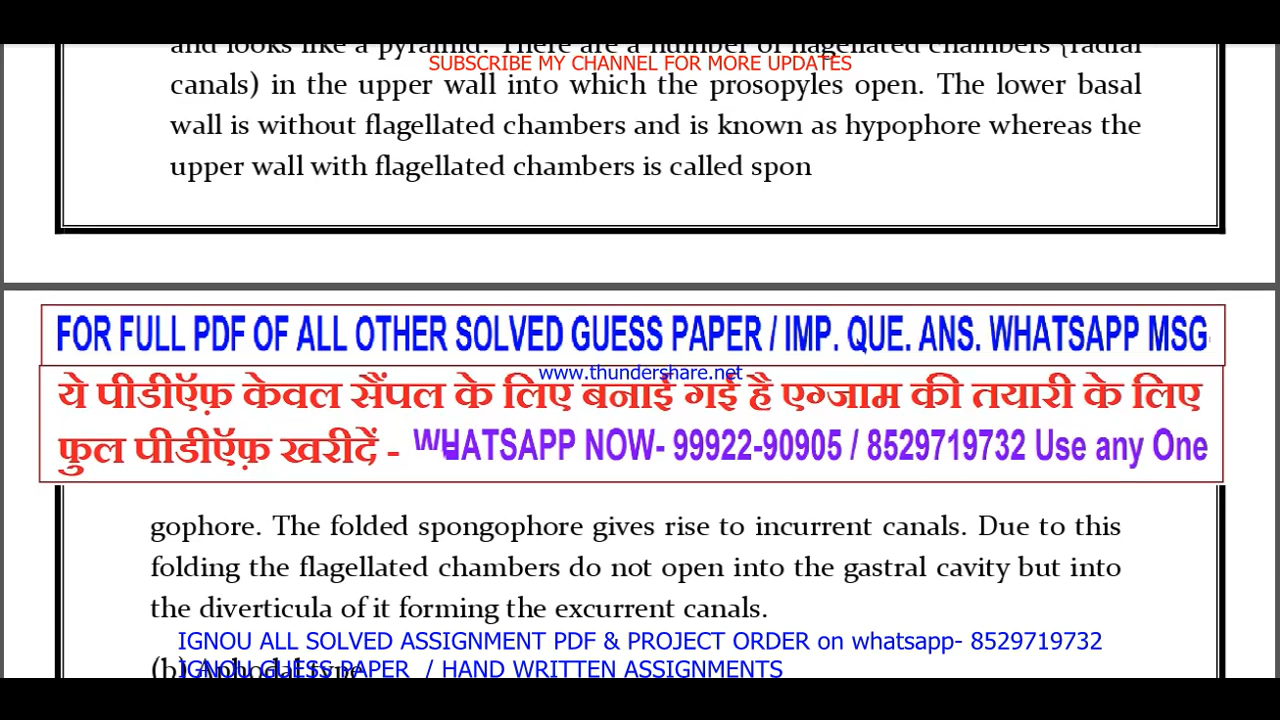 and looks like a pyramid. There are a number of flagellated chambers {radial
SUBSCRIBE MY CHANNEL FOR MORE UPDATES
canals) in the upper wall into which the prosopyles open. The lower basal
wall is without flagellated chambers and is known as hypophore whereas the
upper wall with flagellated chambers is called spon
FOR FULL PDF OF ALL OTHER SOLVED GUESS PAPER / IMP. QUE. ANS. WHATSAPP MSG
www.thundershare.net
ये पीडीऍफ़ केवल सैंपल के लिए बनाई गई है एग्जाम की तयारी के लिए
फुल पीडीऍफ़ खरीदें - WHATSAPP NOW- 99922-90905 / 8529719732 Use any One
gophore. The folded spongophore gives rise to incurrent canals. Due to this
folding the flagellated chambers do not open into the gastral cavity but into
the diverticula of it forming the excurrent canals.
IGNOU ALL SOLVED ASSIGNMENT PDF & PROJECT ORDER on whatsapp- 8529719732
(b) Aphodal type
IGNOU GUESS PAPER / HAND WRITTEN ASSIGNMENTS